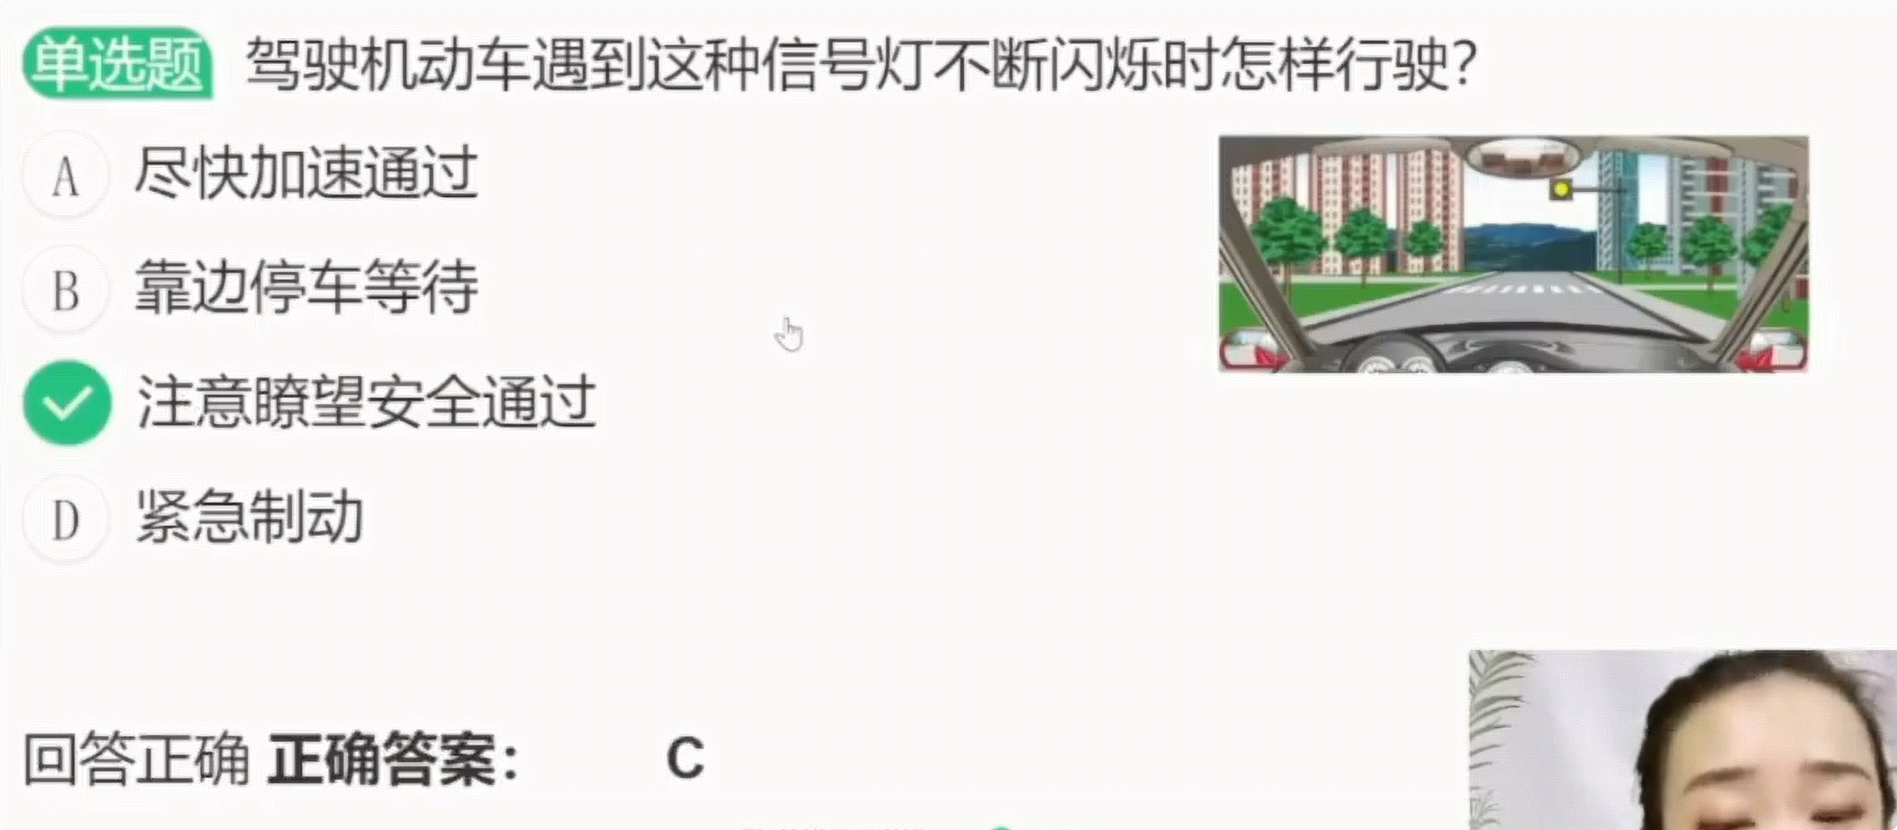 单选题 驾驶机动车遇到这种信号灯不断闪烁时怎样行驶?
A 尽快加速通过
B 靠边停车等待
注意瞭望安全通过
D 紧急制动
回答正确 正确答案: C